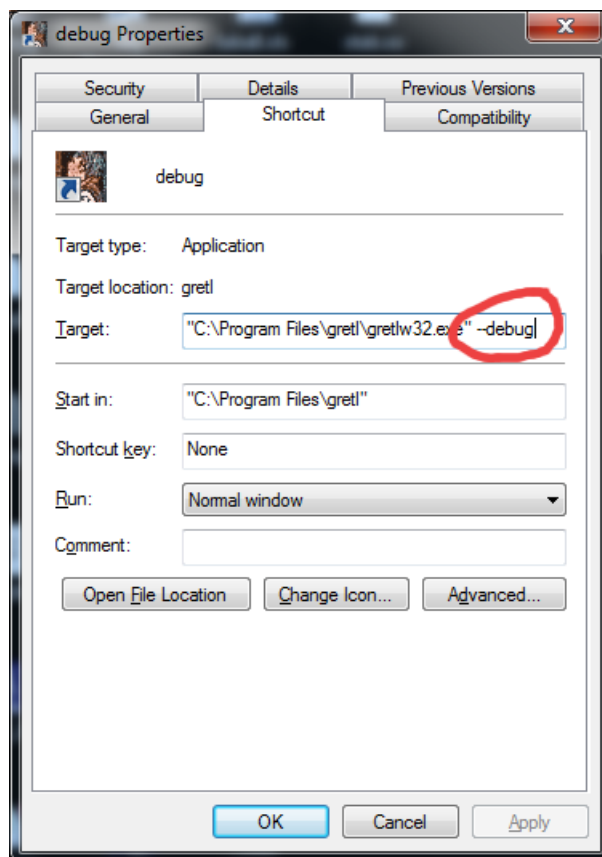 debug Properties
Security Details Previous Versions
General Shortcut Compatibility
debug
Target type: Application
Target location: gretl
Target: "C:\Program Files\gretl\gretlw32.exe" --debug
Start in: "C:\Program Files\gretl"
Shortcut key: None
Run: Normal window
Comment:
Open File Location Change Icon... Advanced...
OK Cancel Apply